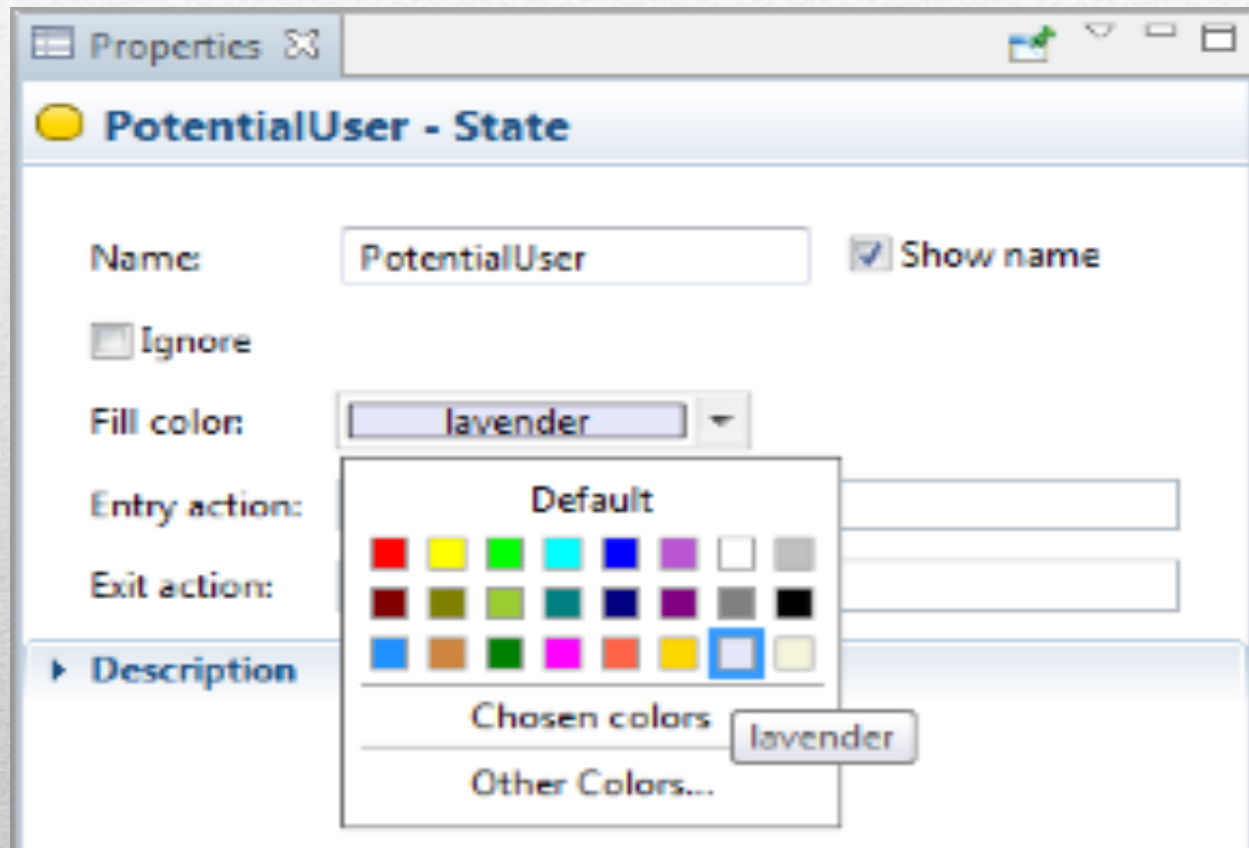 Properties
PotentialUser - State
Name: PotentialUser Show name
Ignore
Fill color: lavender
Entry action:
Default
Exit action:
Description
Chosen colors
lavender
Other Colors...